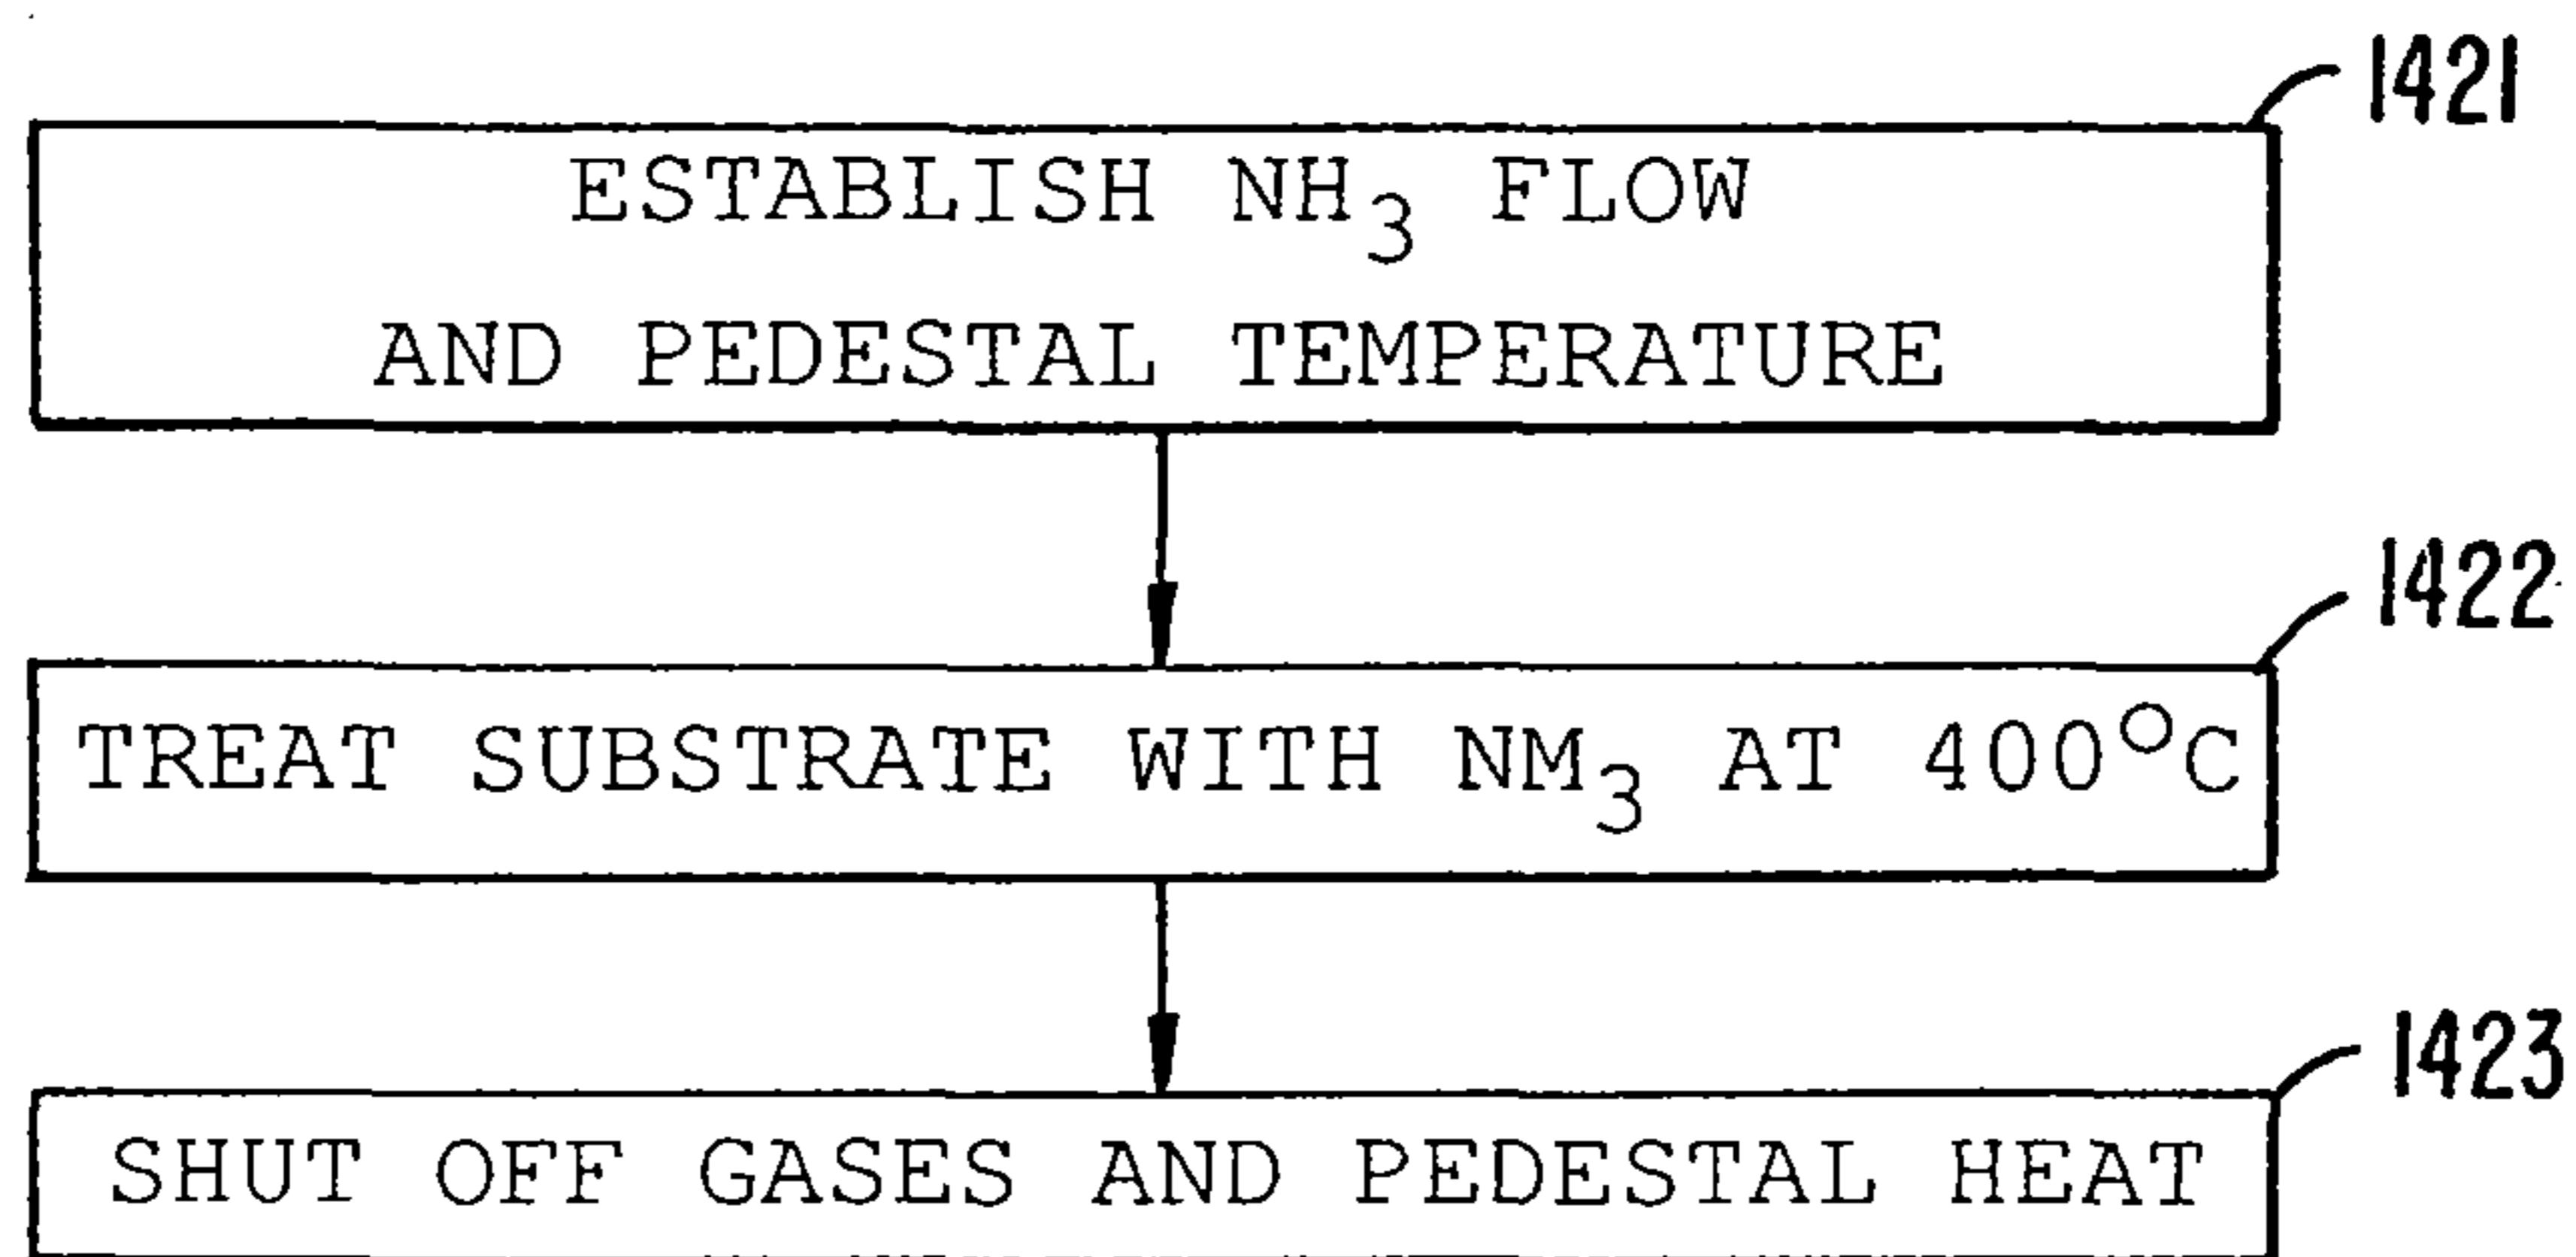 1421
ESTABLISH NH₃ FLOW
AND PEDESTAL TEMPERATURE
1422
TREAT SUBSTRATE WITH NM₃ AT 400°C
1423
SHUT OFF GASES AND PEDESTAL HEAT